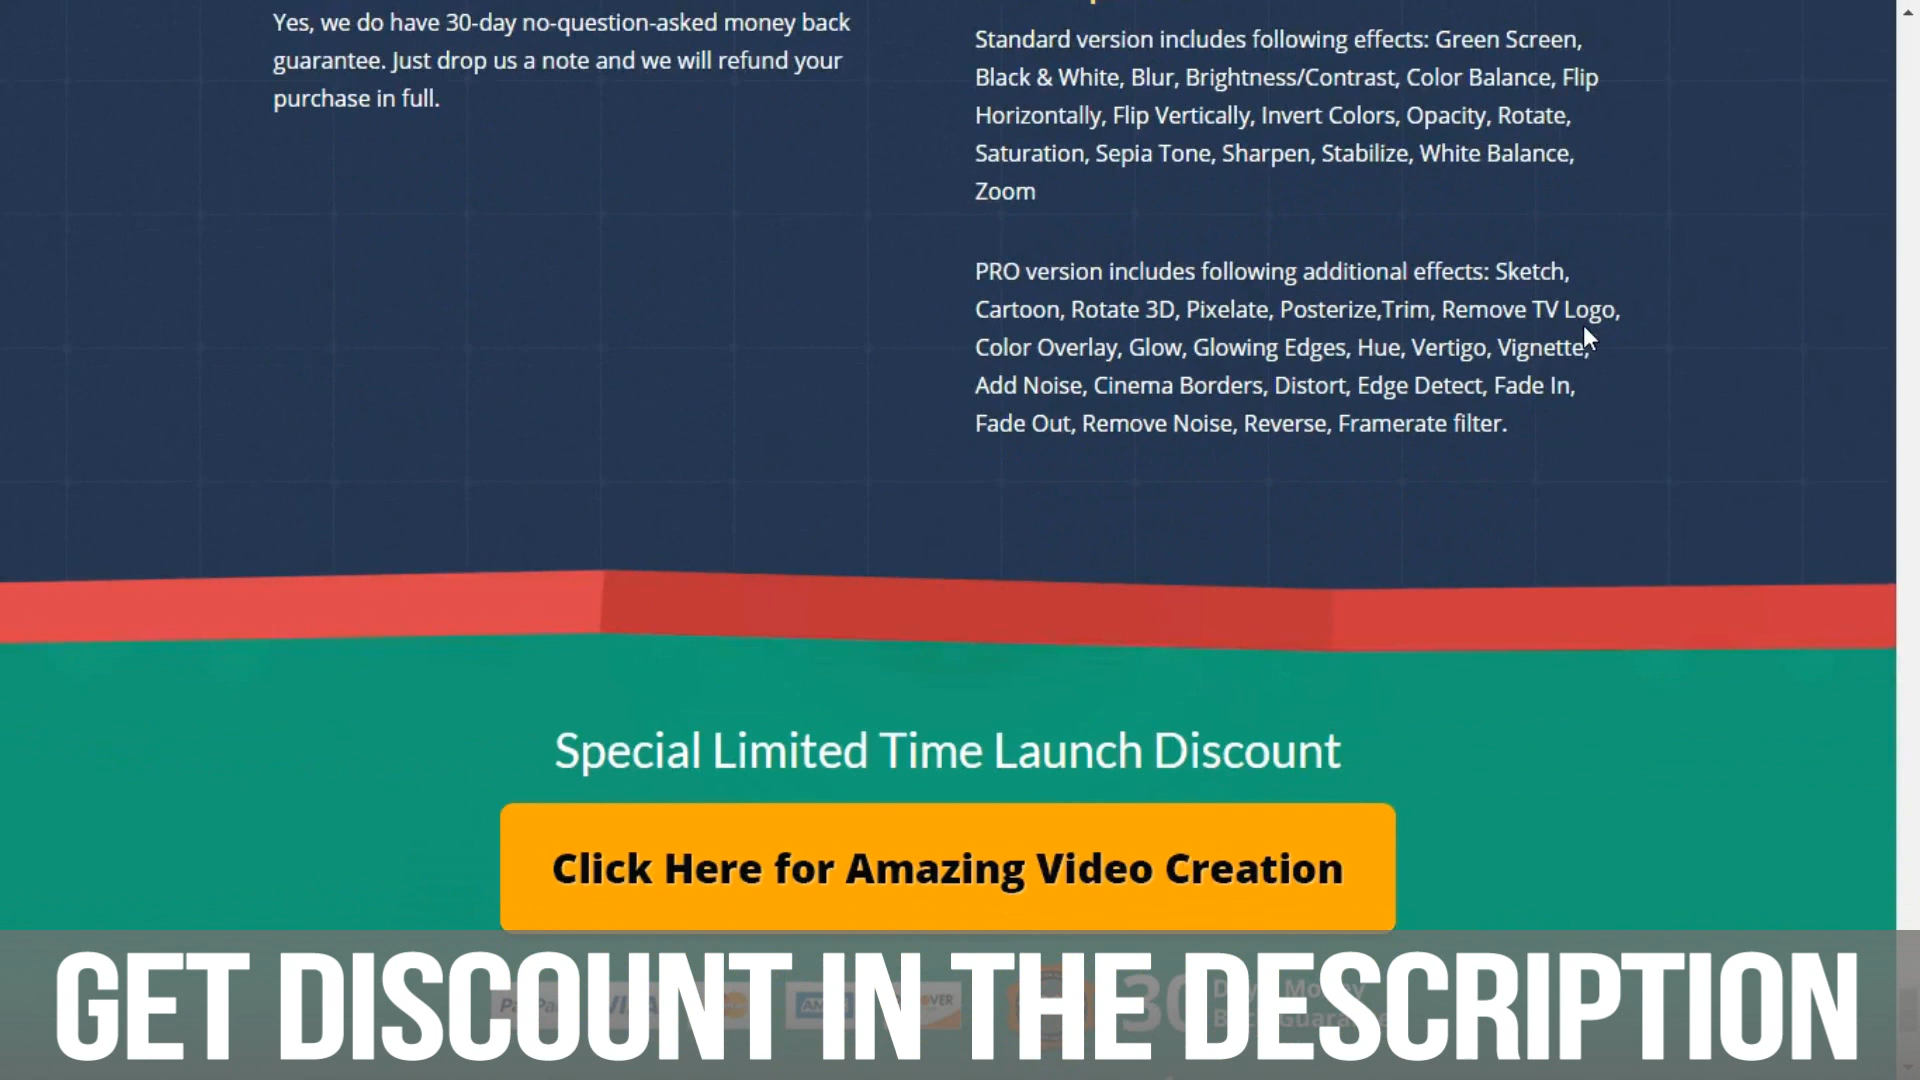 Yes, we do have 30-day no-question-asked money back
guarantee. Just drop us a note and we will refund your
purchase in full.
Standard version includes following effects: Green Screen,
Black & White, Blur, Brightness/Contrast, Color Balance, Flip
Horizontally, Flip Vertically, Invert Colors, Opacity, Rotate,
Saturation, Sepia Tone, Sharpen, Stabilize, White Balance,
Zoom
PRO version includes following additional effects: Sketch,
Cartoon, Rotate 3D, Pixelate, Posterize,Trim, Remove TV Logo,
Color Overlay, Glow, Glowing Edges, Hue, Vertigo, Vignette,
Add Noise, Cinema Borders, Distort, Edge Detect, Fade In,
Fade Out, Remove Noise, Reverse, Framerate filter.
Special Limited Time Launch Discount
Click Here for Amazing Video Creation
GET DISCOUNT IN THE DESCRIPTION